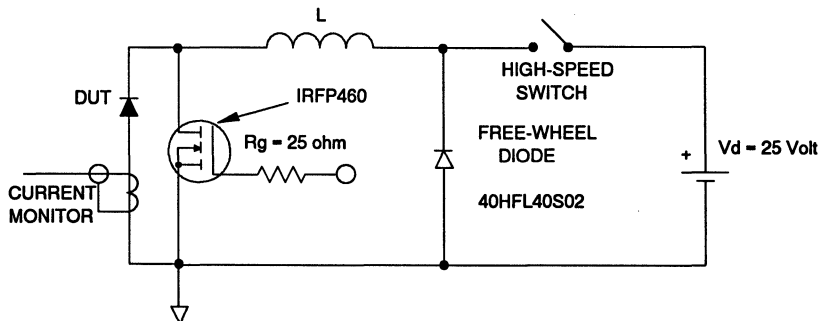 L
HIGH-SPEED
SWITCH
DUT
IRFP460
Rg = 25 ohm
FREE-WHEEL
DIODE
+
Vd = 25 Volt
CURRENT
MONITOR
40HFL40S02